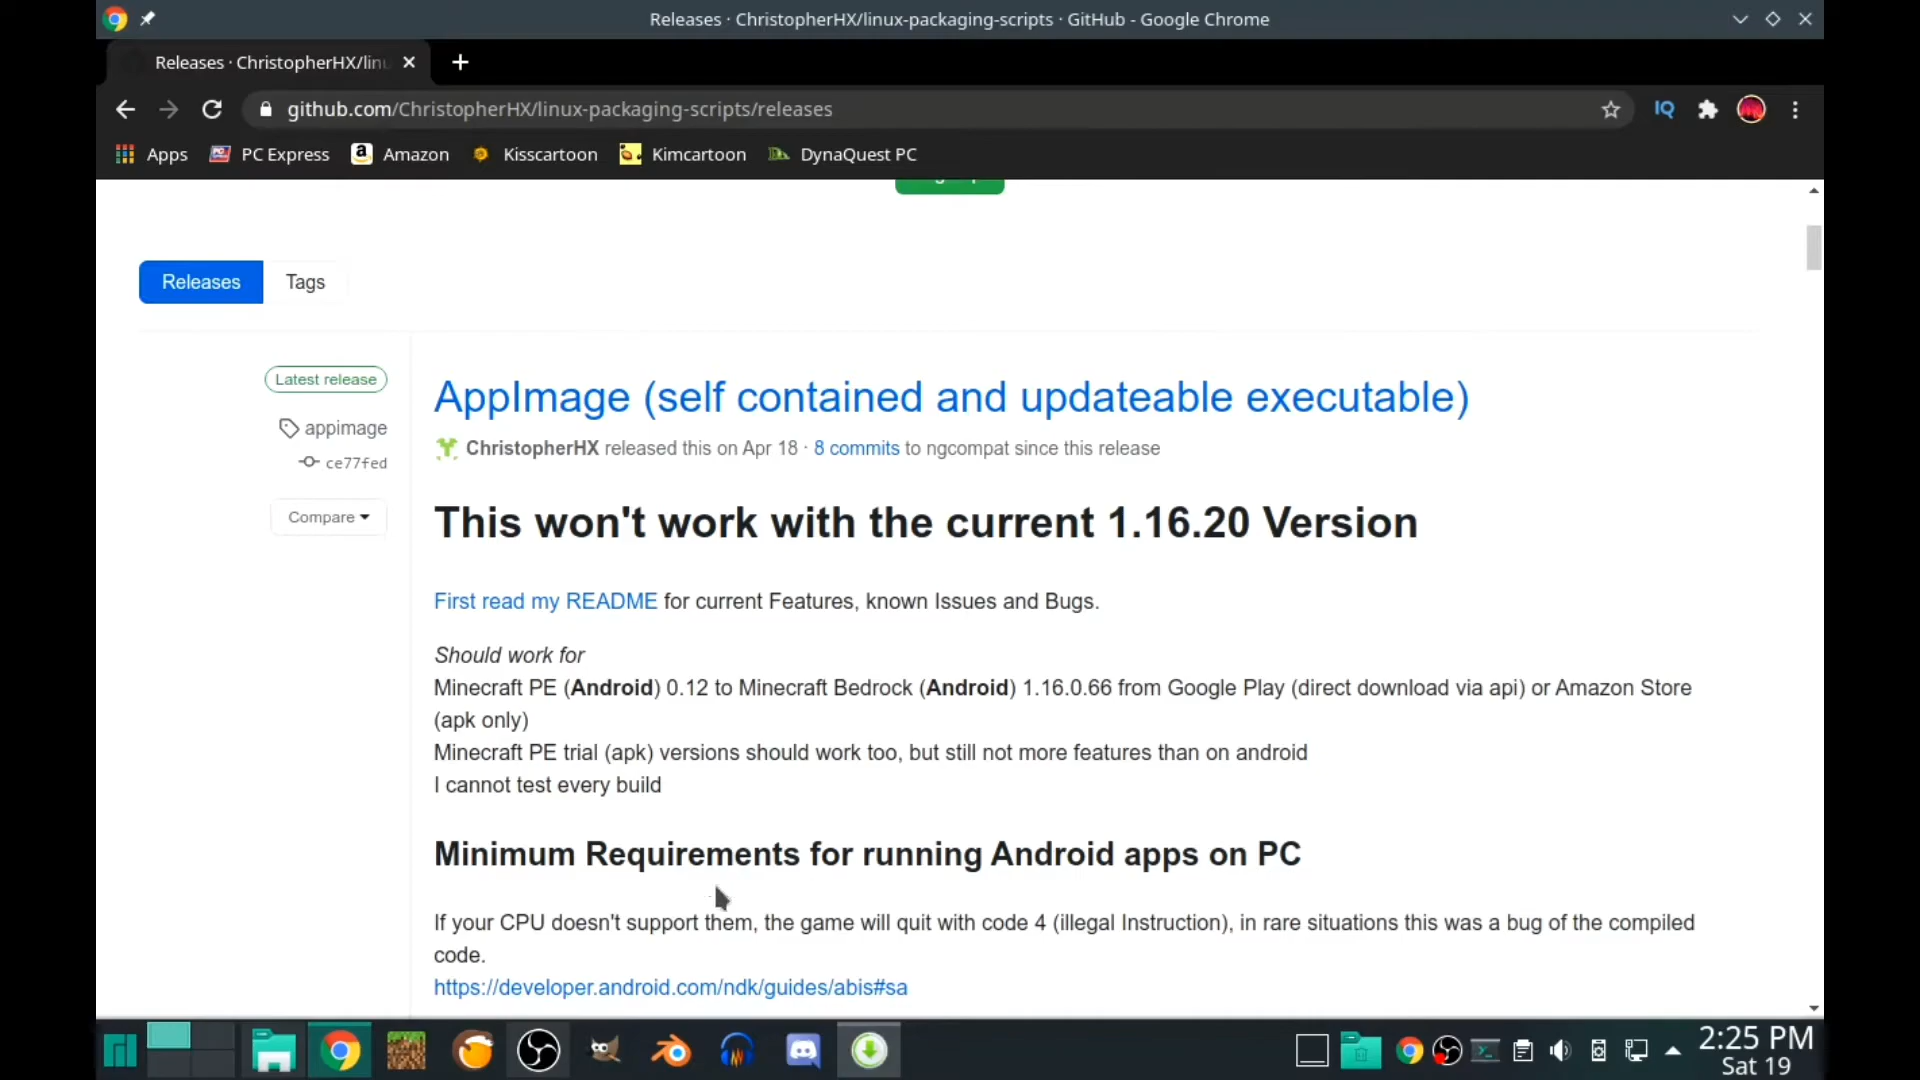 Releases · ChristopherHX/linux-packaging-scripts · GitHub - Google Chrome
Releases · ChristopherHX/linu
github.com/ChristopherHX/linux-packaging-scripts/releases
IQ
Apps PC Express Amazon Kisscartoon Kimcartoon DynaQuest PC
Releases Tags
Latest release
appimage
ce77fed
Compare
AppImage (self contained and updateable executable)
ChristopherHX released this on Apr 18 · 8 commits to ngcompat since this release
This won't work with the current 1.16.20 Version
First read my README for current Features, known Issues and Bugs.
Should work for
Minecraft PE (Android) 0.12 to Minecraft Bedrock (Android) 1.16.0.66 from Google Play (direct download via api) or Amazon Store
(apk only)
Minecraft PE trial (apk) versions should work too, but still not more features than on android
I cannot test every build
Minimum Requirements for running Android apps on PC
If your CPU doesn't support them, the game will quit with code 4 (illegal Instruction), in rare situations this was a bug of the compiled
code.
https://developer.android.com/ndk/guides/abis#sa
2:25 PM
Sat 19